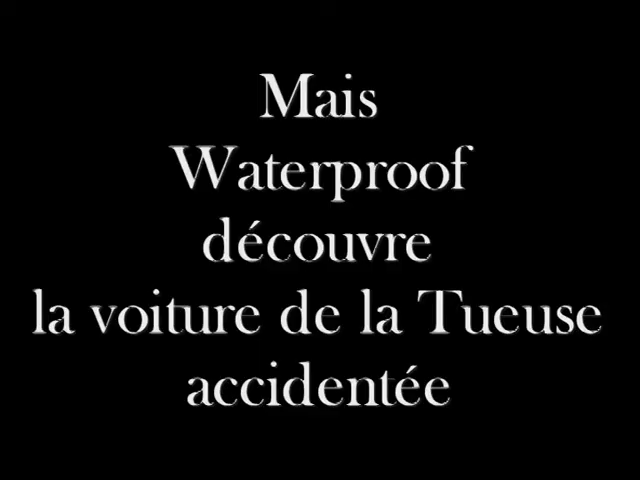 Mais
Waterproof
découvre
la voiture de la Tueuse
accidentée